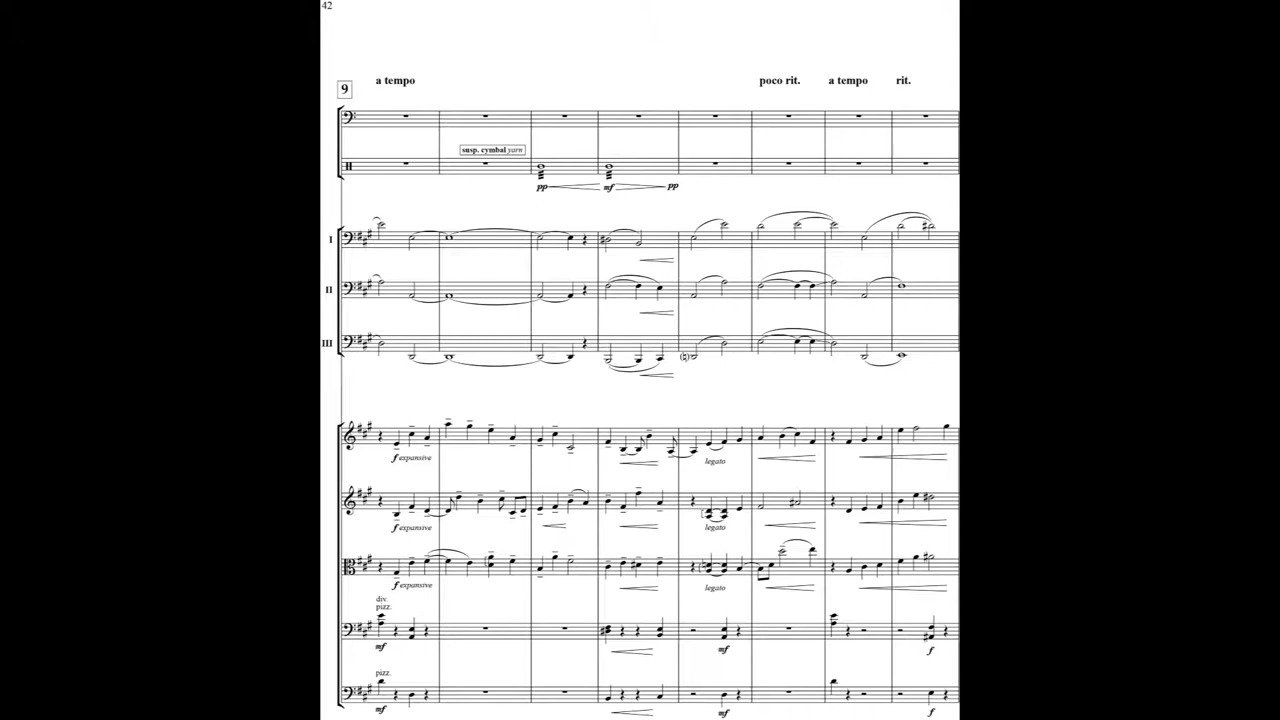 42
a tempo poco rit. a tempo rit.
9
susp. cymbal yarn
pp mf pp
I
II
III
f expansive legato
f expansive legato
f expansive legato
div.
pizz.
mf mf f
pizz.
mf mf f